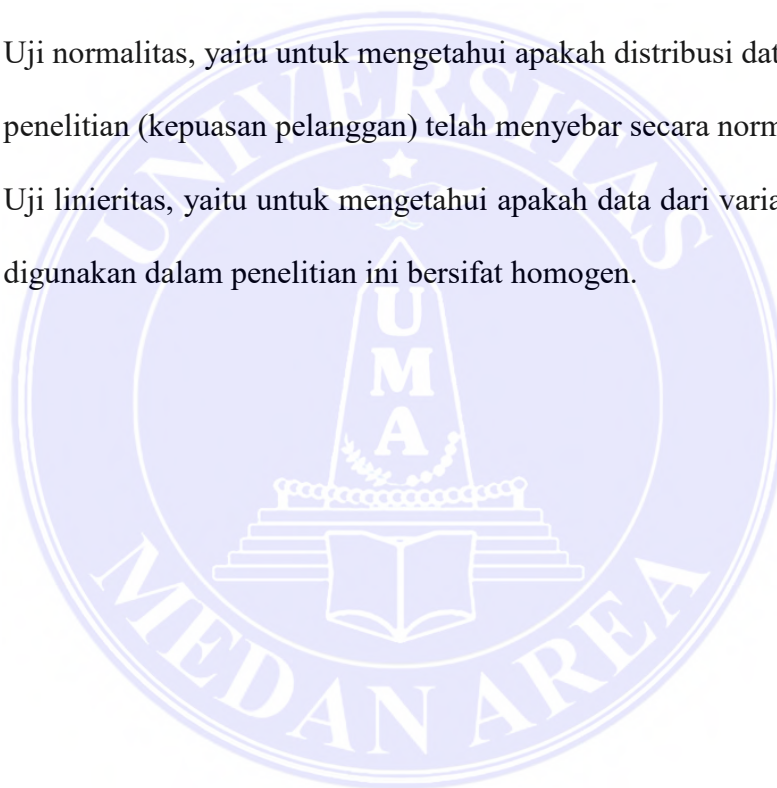 Uji normalitas, yaitu untuk mengetahui apakah distribusi dat
penelitian (kepuasan pelanggan) telah menyebar secara norm
Uji linieritas, yaitu untuk mengetahui apakah data dari varia
digunakan dalam penelitian ini bersifat homogen.
UNIVERSITAS
U
M
A
MEDAN AREA